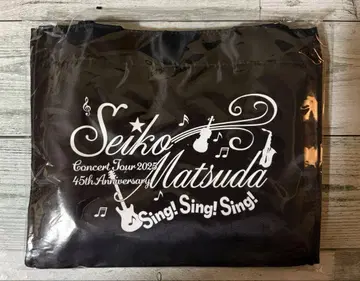 Seiko
Concert Tour 2025
45th Anniversary
Matsuda
Sing! Sing! Sing!